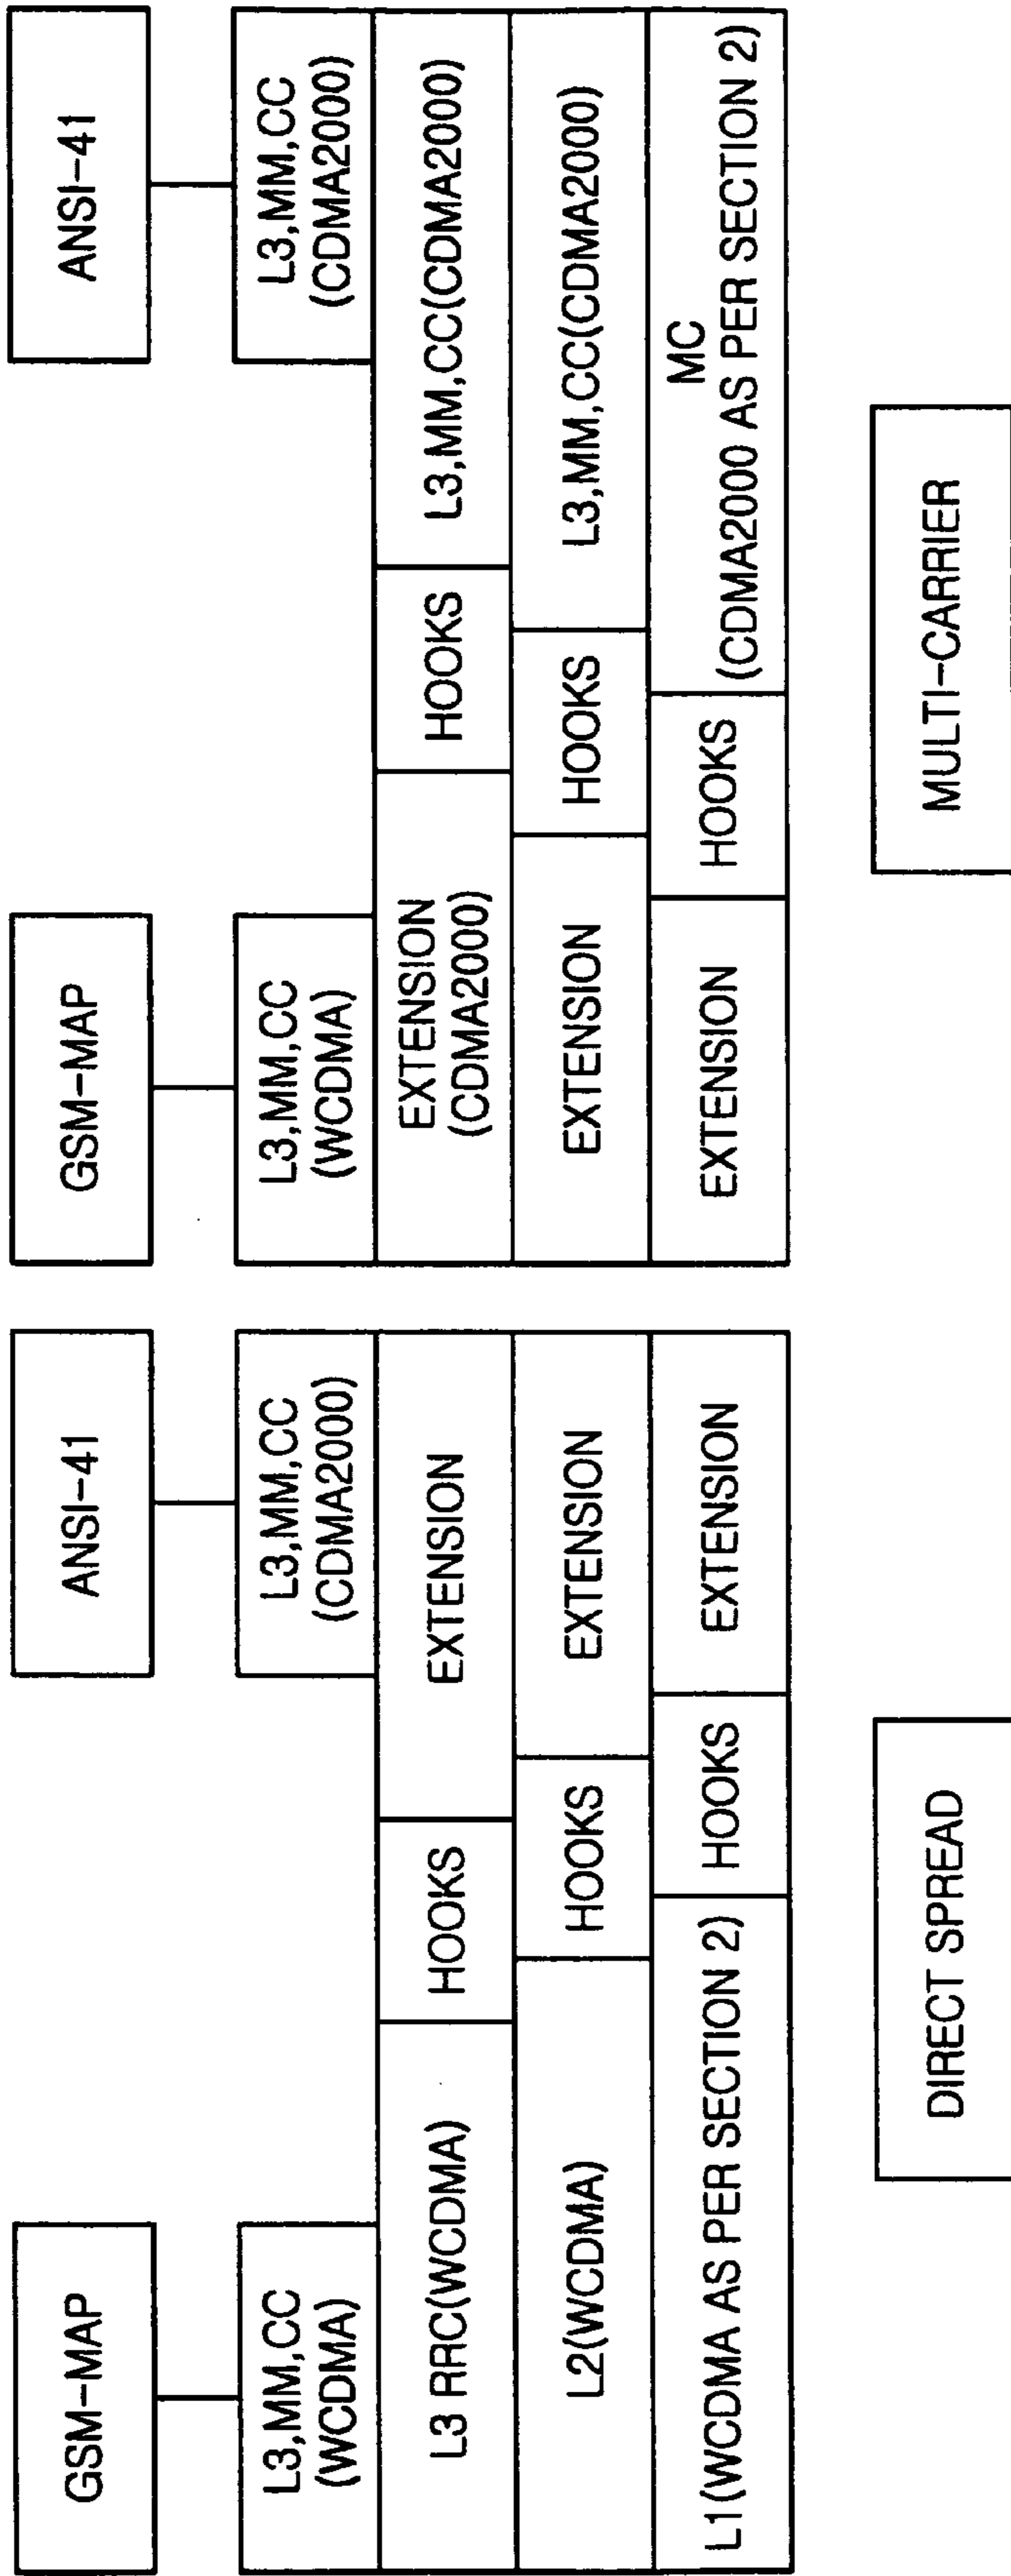 GSM-MAP
ANSI-41
L3,MM,CC
(WCDMA)
L3,MM,CC
(CDMA2000)
L3 RRC(WCDMA)
HOOKS
EXTENSION
L2(WCDMA)
HOOKS
EXTENSION
L1(WCDMA AS PER SECTION 2)
HOOKS
EXTENSION
DIRECT SPREAD
GSM-MAP
ANSI-41
L3,MM,CC
(WCDMA)
L3,MM,CC
(CDMA2000)
EXTENSION
(CDMA2000)
HOOKS
L3,MM,CC(CDMA2000)
EXTENSION
HOOKS
L3,MM,CC(CDMA2000)
EXTENSION
HOOKS
MC
(CDMA2000 AS PER SECTION 2)
MULTI-CARRIER